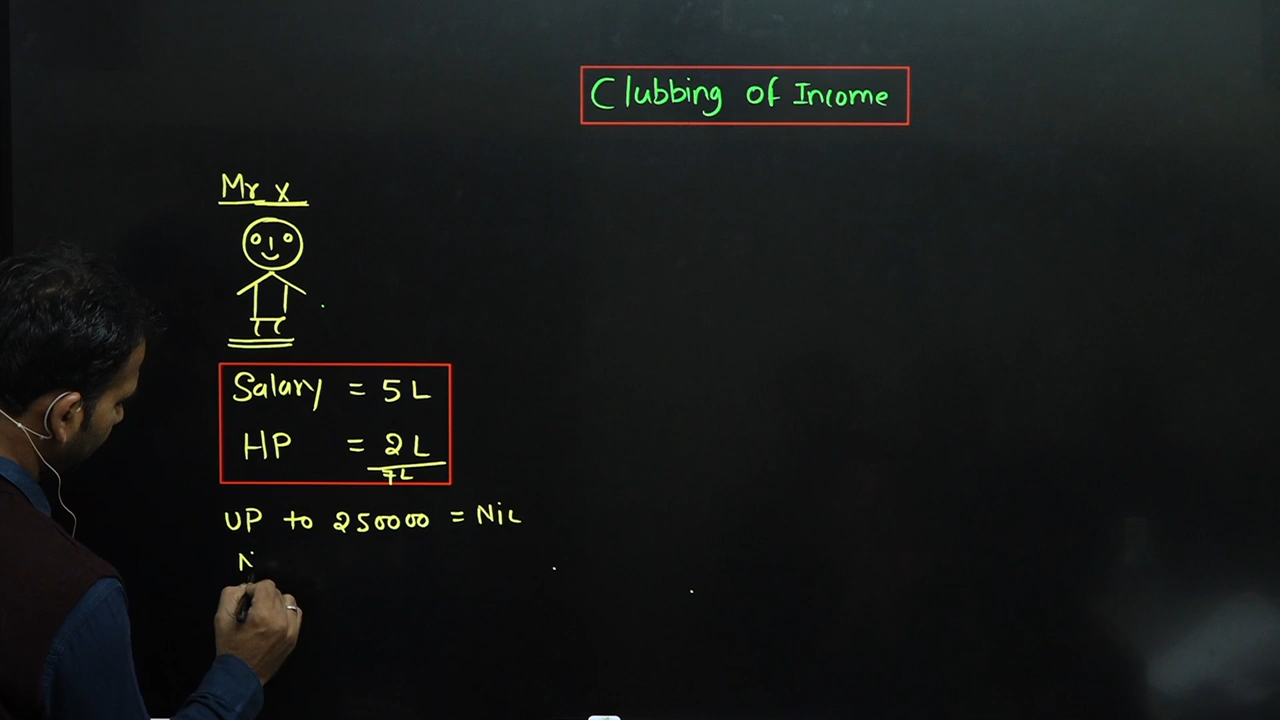 Clubbing of Income
Mr X
Salary = 5 L
HP = 2 L
7L
UP to 250000 = NiL